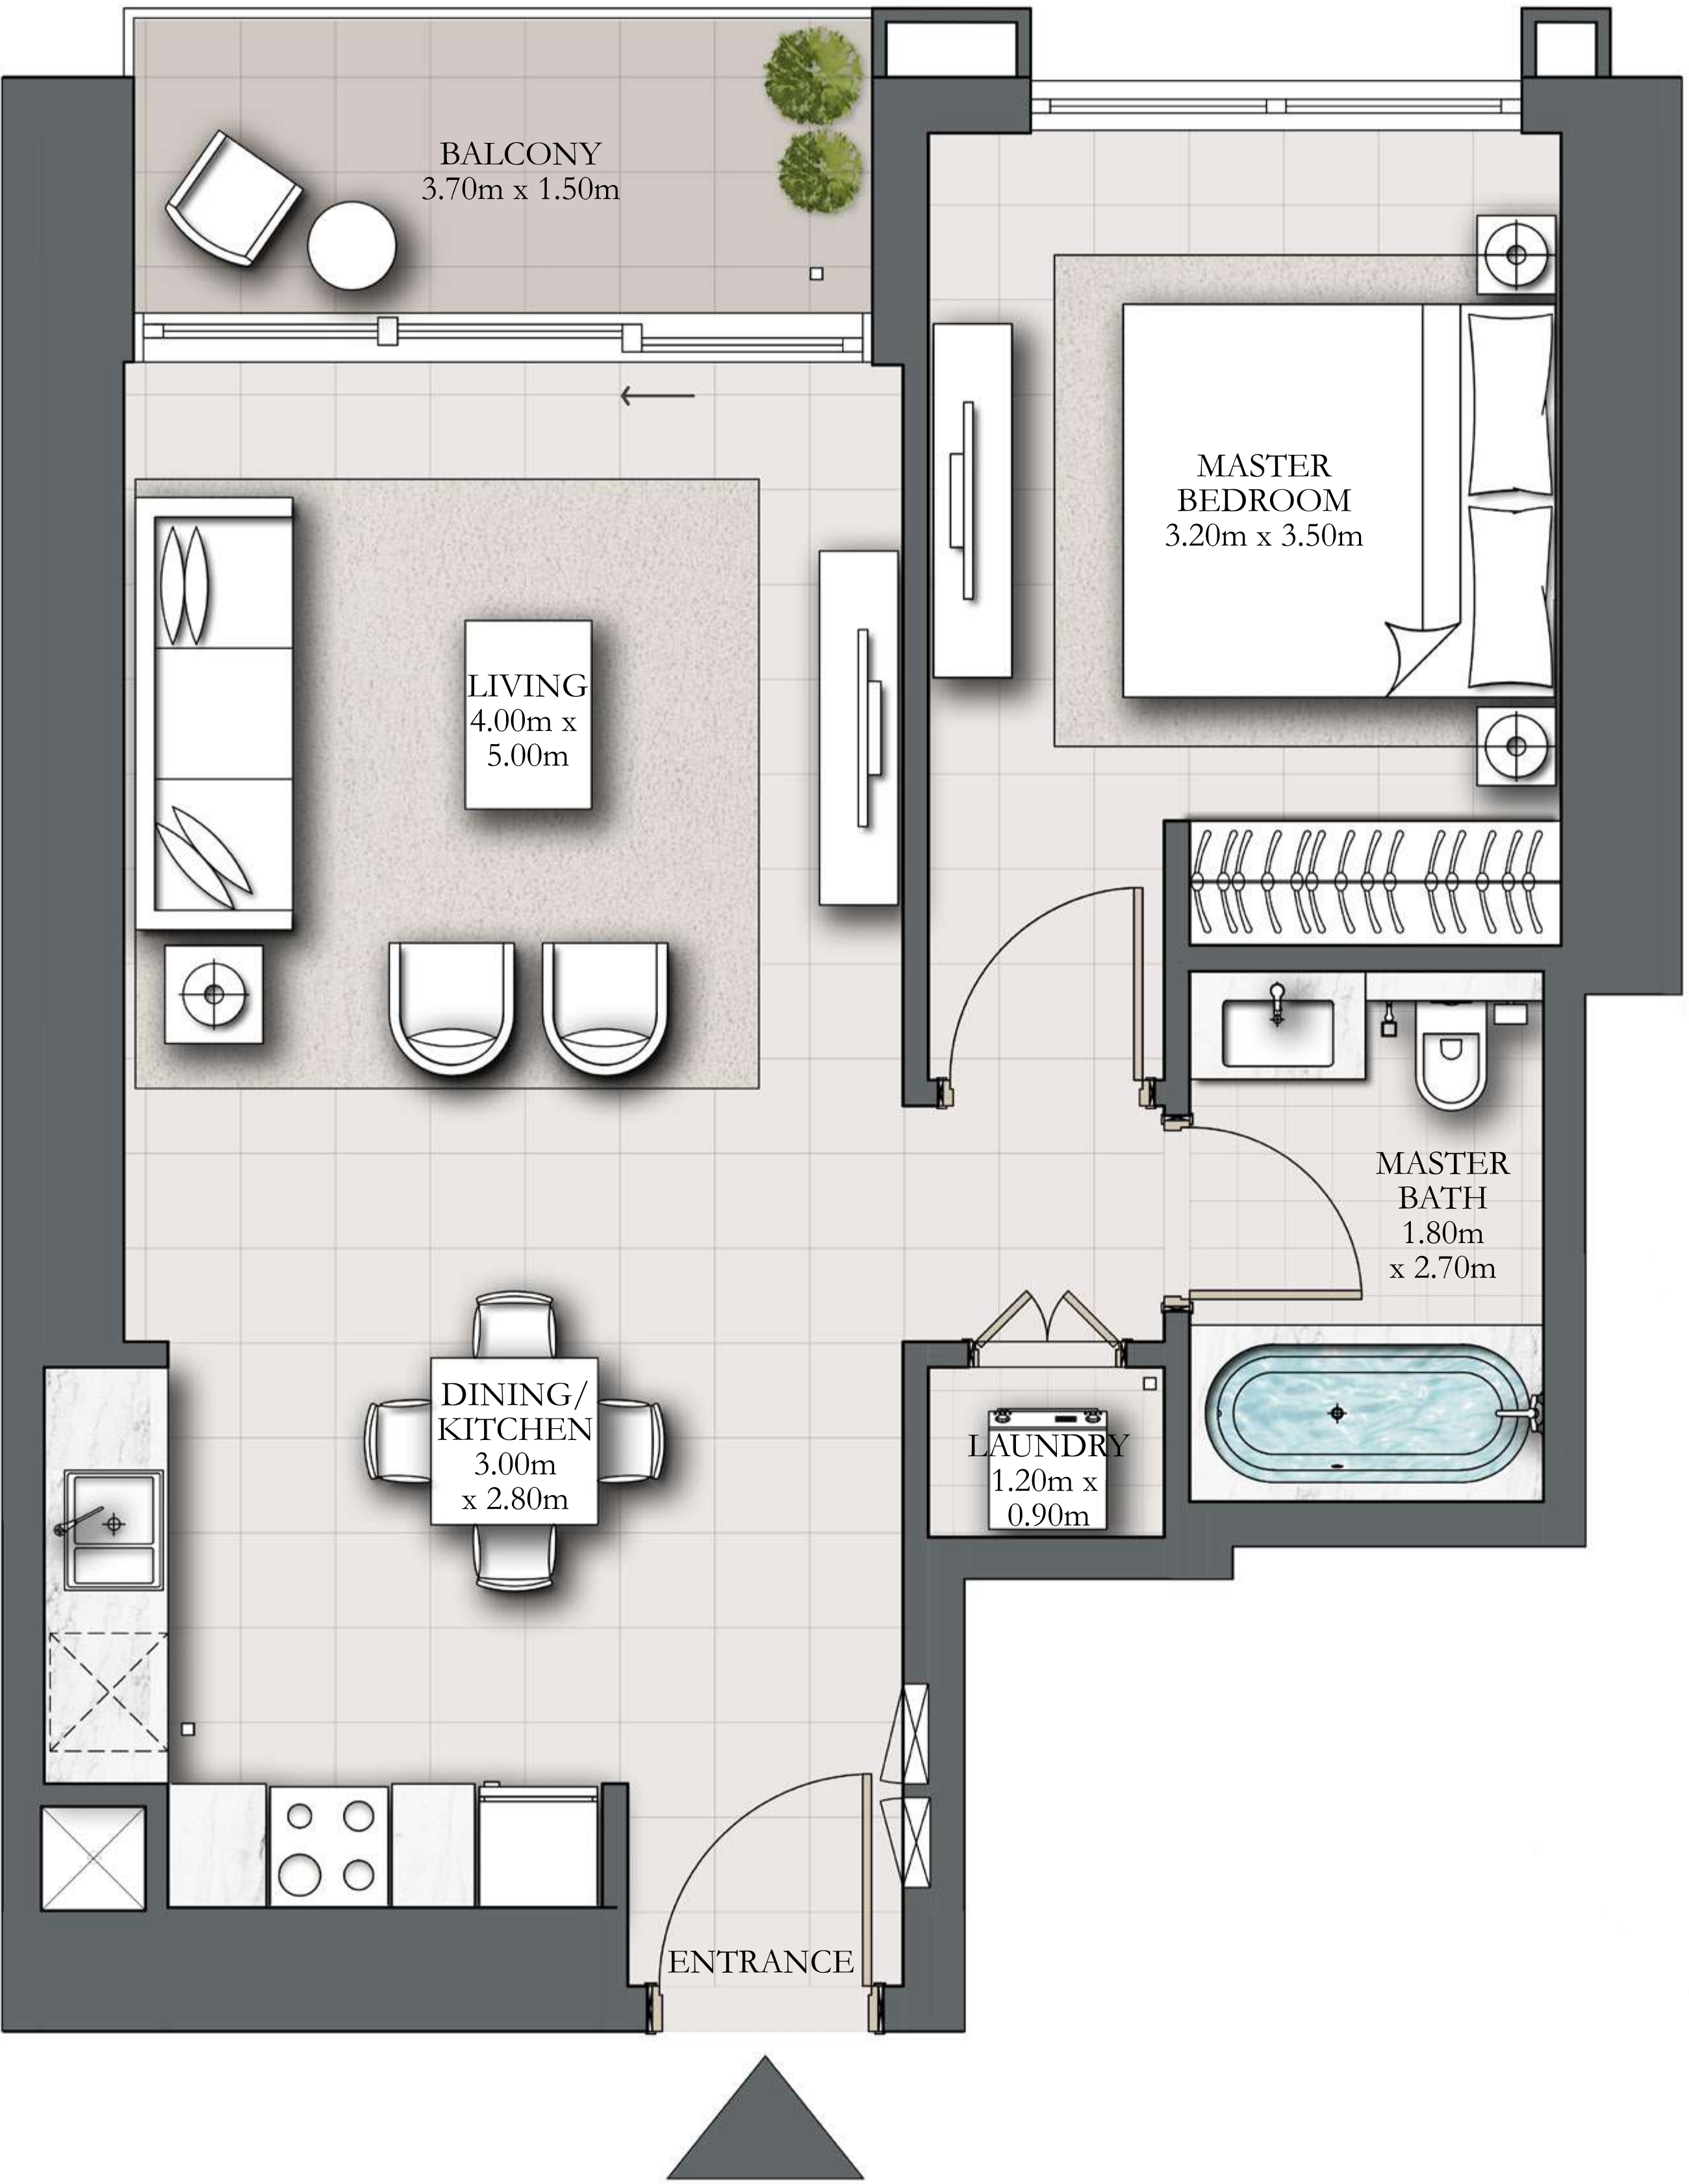 BALCONY
3.70m x 1.50m
MASTER
BEDROOM
3.20m x 3.50m
LIVING
4.00m x
5.00m
MASTER
BATH
1.80m
x 2.70m
DINING/
KITCHEN
3.00m
x 2.80m
LAUNDRY
1.20m x
0.90m
ENTRANCE